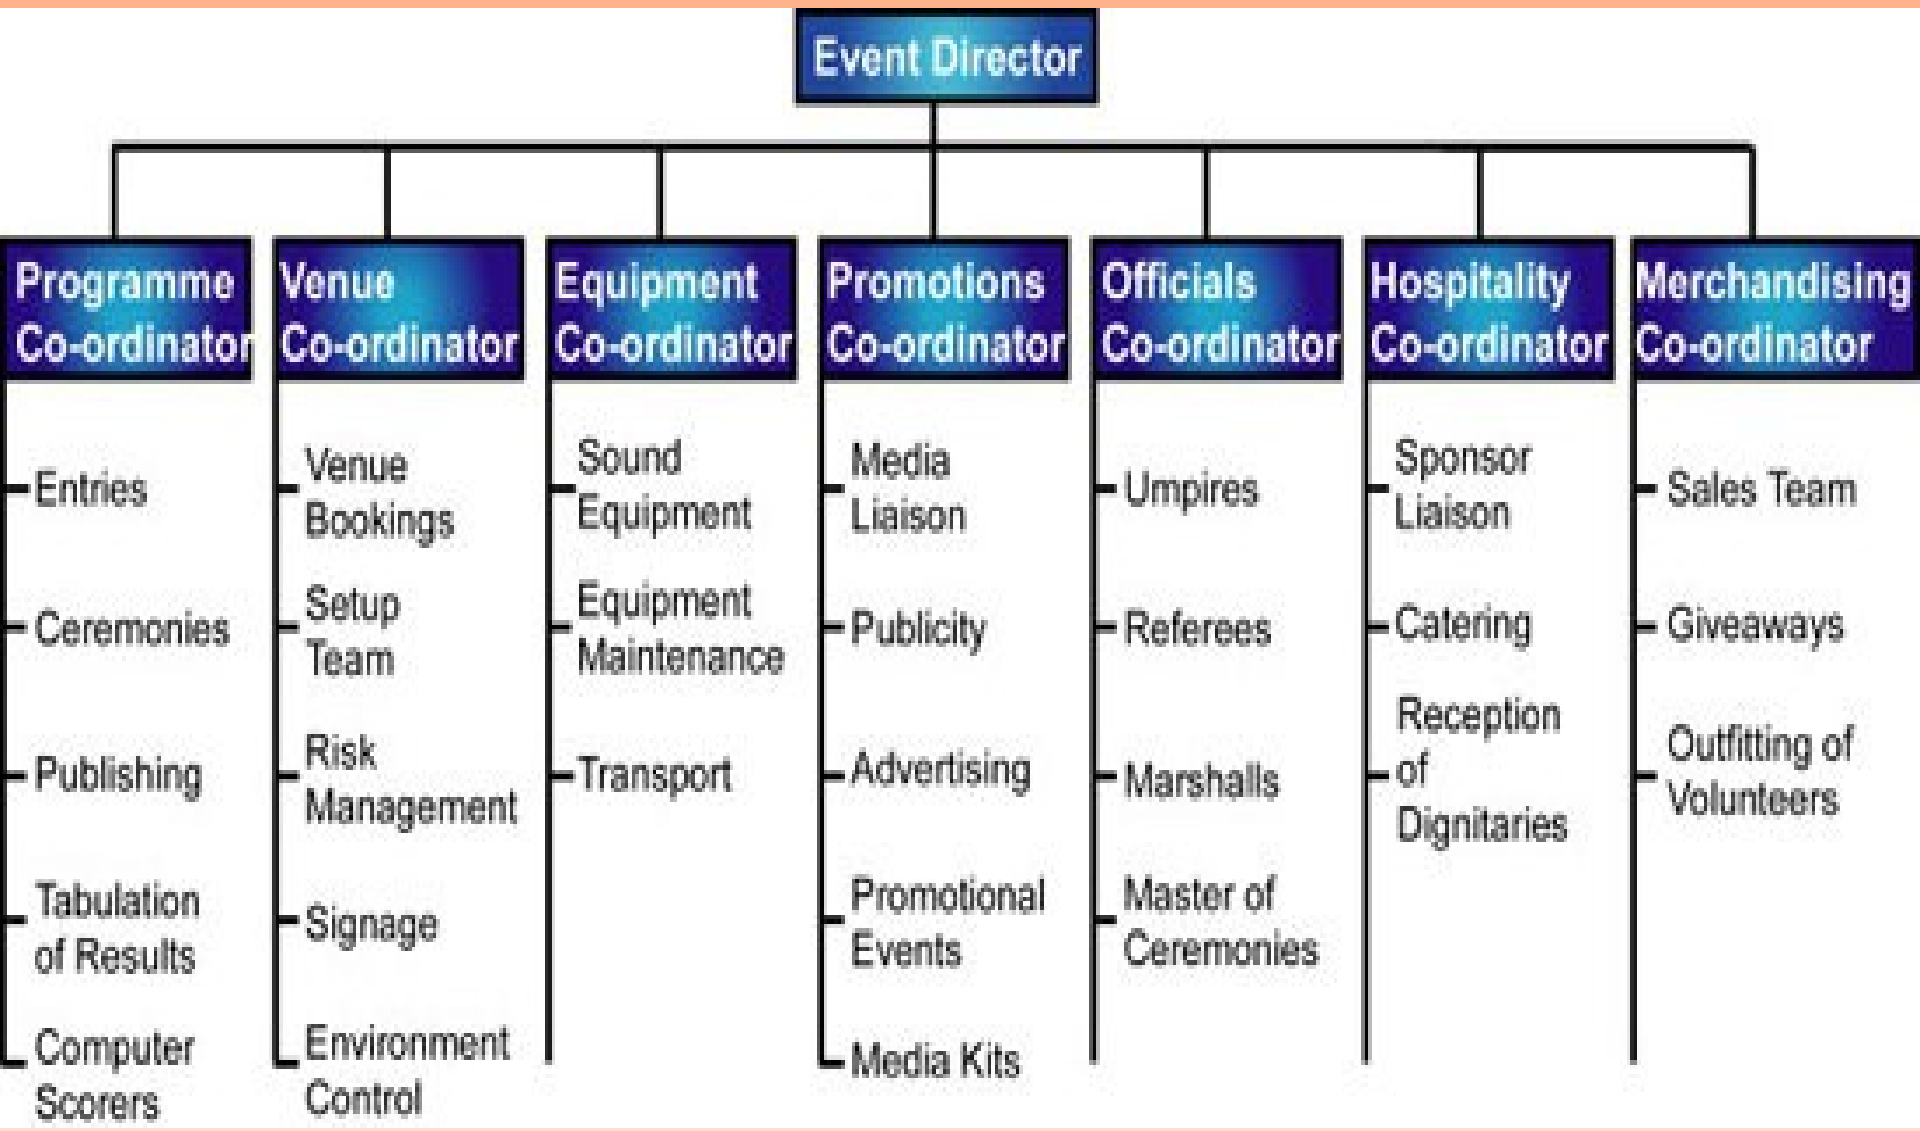 Event Director
Programme
Co-ordinator
Entries
Ceremonies
Publishing
Tabulation
of Results
Computer
Scorers
Venue
Co-ordinator
Venue
Bookings
Setup
Team
Risk
Management
Signage
Environment
Control
Equipment
Co-ordinator
Sound
Equipment
Equipment
Maintenance
Transport
Promotions
Co-ordinator
Media
Liaison
Publicity
Advertising
Promotional
Events
Media Kits
Officials
Co-ordinator
Umpires
Referees
Marshalls
Master of
Ceremonies
Hospitality
Co-ordinator
Sponsor
Liaison
Catering
Reception
of
Dignitaries
Merchandising
Co-ordinator
Sales Team
Giveaways
Outfitting of
Volunteers